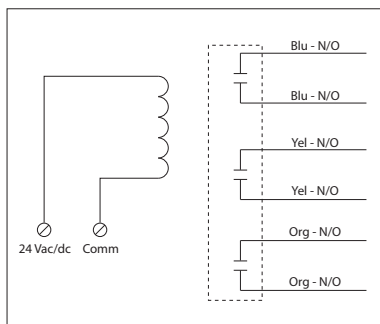 Blu - N/O
Blu - N/O
Yel - N/O
Yel - N/O
Org - N/O
24 Vac/dc Comm
Org - N/O